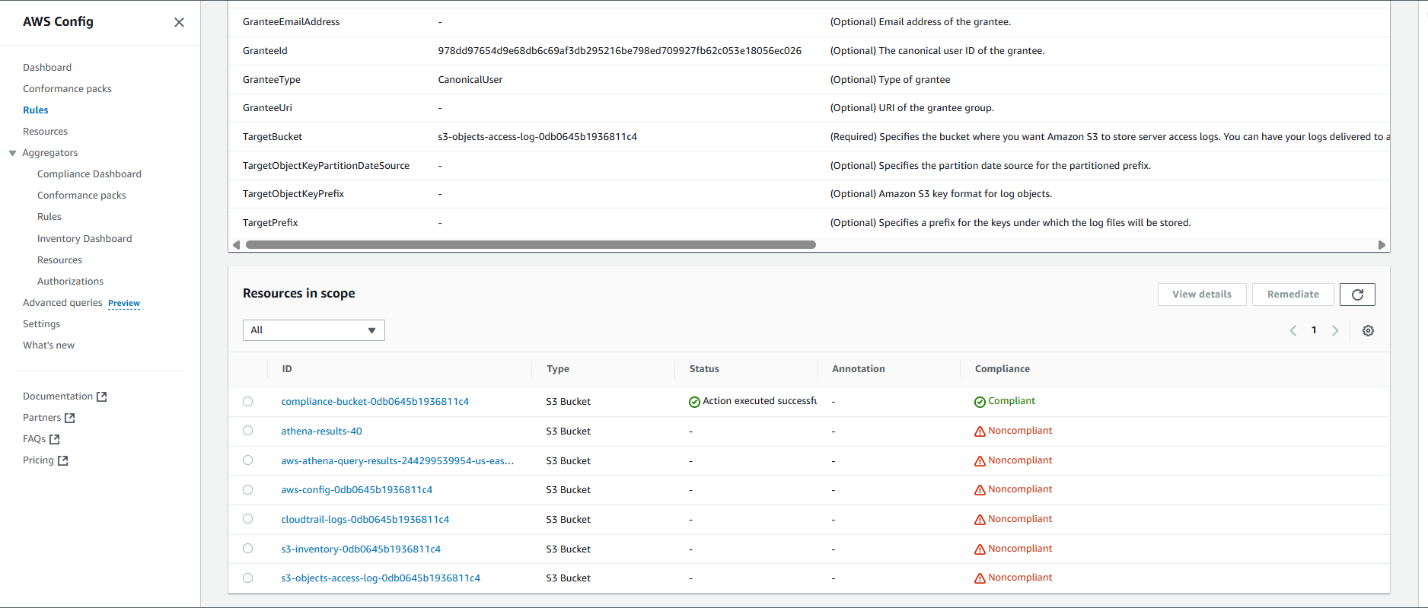 AWS Config
Dashboard
Conformance packs
Rules
Resources
Aggregators
Compliance Dashboard
Conformance packs
Rules
Inventory Dashboard
Resources
Authorizations
Advanced queries Preview
Settings
What's new
Documentation
Partners
FAQs
Pricing
GranteeEmailAddress - (Optional) Email address of the grantee.
GranteeId 978dd97654d9e68db6c69af3db295216be798ed709927fb62c053e18056ec026 (Optional) The canonical user ID of the grantee.
GranteeType CanonicalUser (Optional) Type of grantee
GranteeUri - (Optional) URI of the grantee group.
TargetBucket s3-objects-access-log-0db0645b1936811c4 (Required) Specifies the bucket where you want Amazon S3 to store server access logs. You can have your logs delivered to a
TargetObjectKeyPartitionDateSource - (Optional) Specifies the partition date source for the partitioned prefix.
TargetObjectKeyPrefix - (Optional) Amazon S3 key format for log objects.
TargetPrefix - (Optional) Specifies a prefix for the keys under which the log files will be stored.
Resources in scope
View details Remediate
All
1
ID Type Status Annotation Compliance
compliance-bucket-0db0645b1936811c4 S3 Bucket Action executed successfu - Compliant
athena-results-40 S3 Bucket - - Noncompliant
aws-athena-query-results-244299539954-us-eas... S3 Bucket - - Noncompliant
aws-config-0db0645b1936811c4 S3 Bucket - - Noncompliant
cloudtrail-logs-0db0645b1936811c4 S3 Bucket - - Noncompliant
s3-inventory-0db0645b1936811c4 S3 Bucket - - Noncompliant
s3-objects-access-log-0db0645b1936811c4 S3 Bucket - - Noncompliant